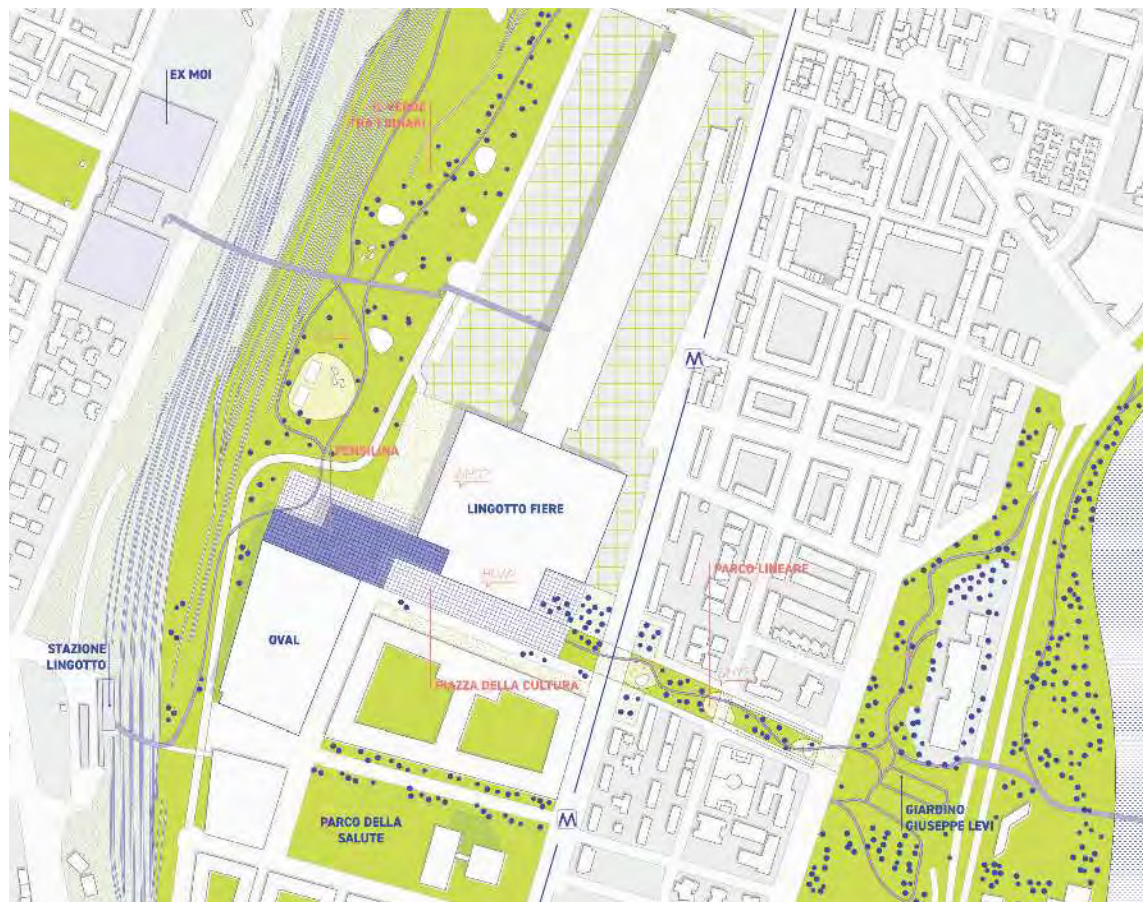 EX MOI
IL VERDE
TRA I BINARI
M
PENSILINA
LINGOTTO FIERE
PARCO LINEARE
OVAL
STAZIONE
LINGOTTO
PIAZZA DELLA CULTURA
PARCO DELLA
SALUTE
M
GIARDINO
GIUSEPPE LEVI